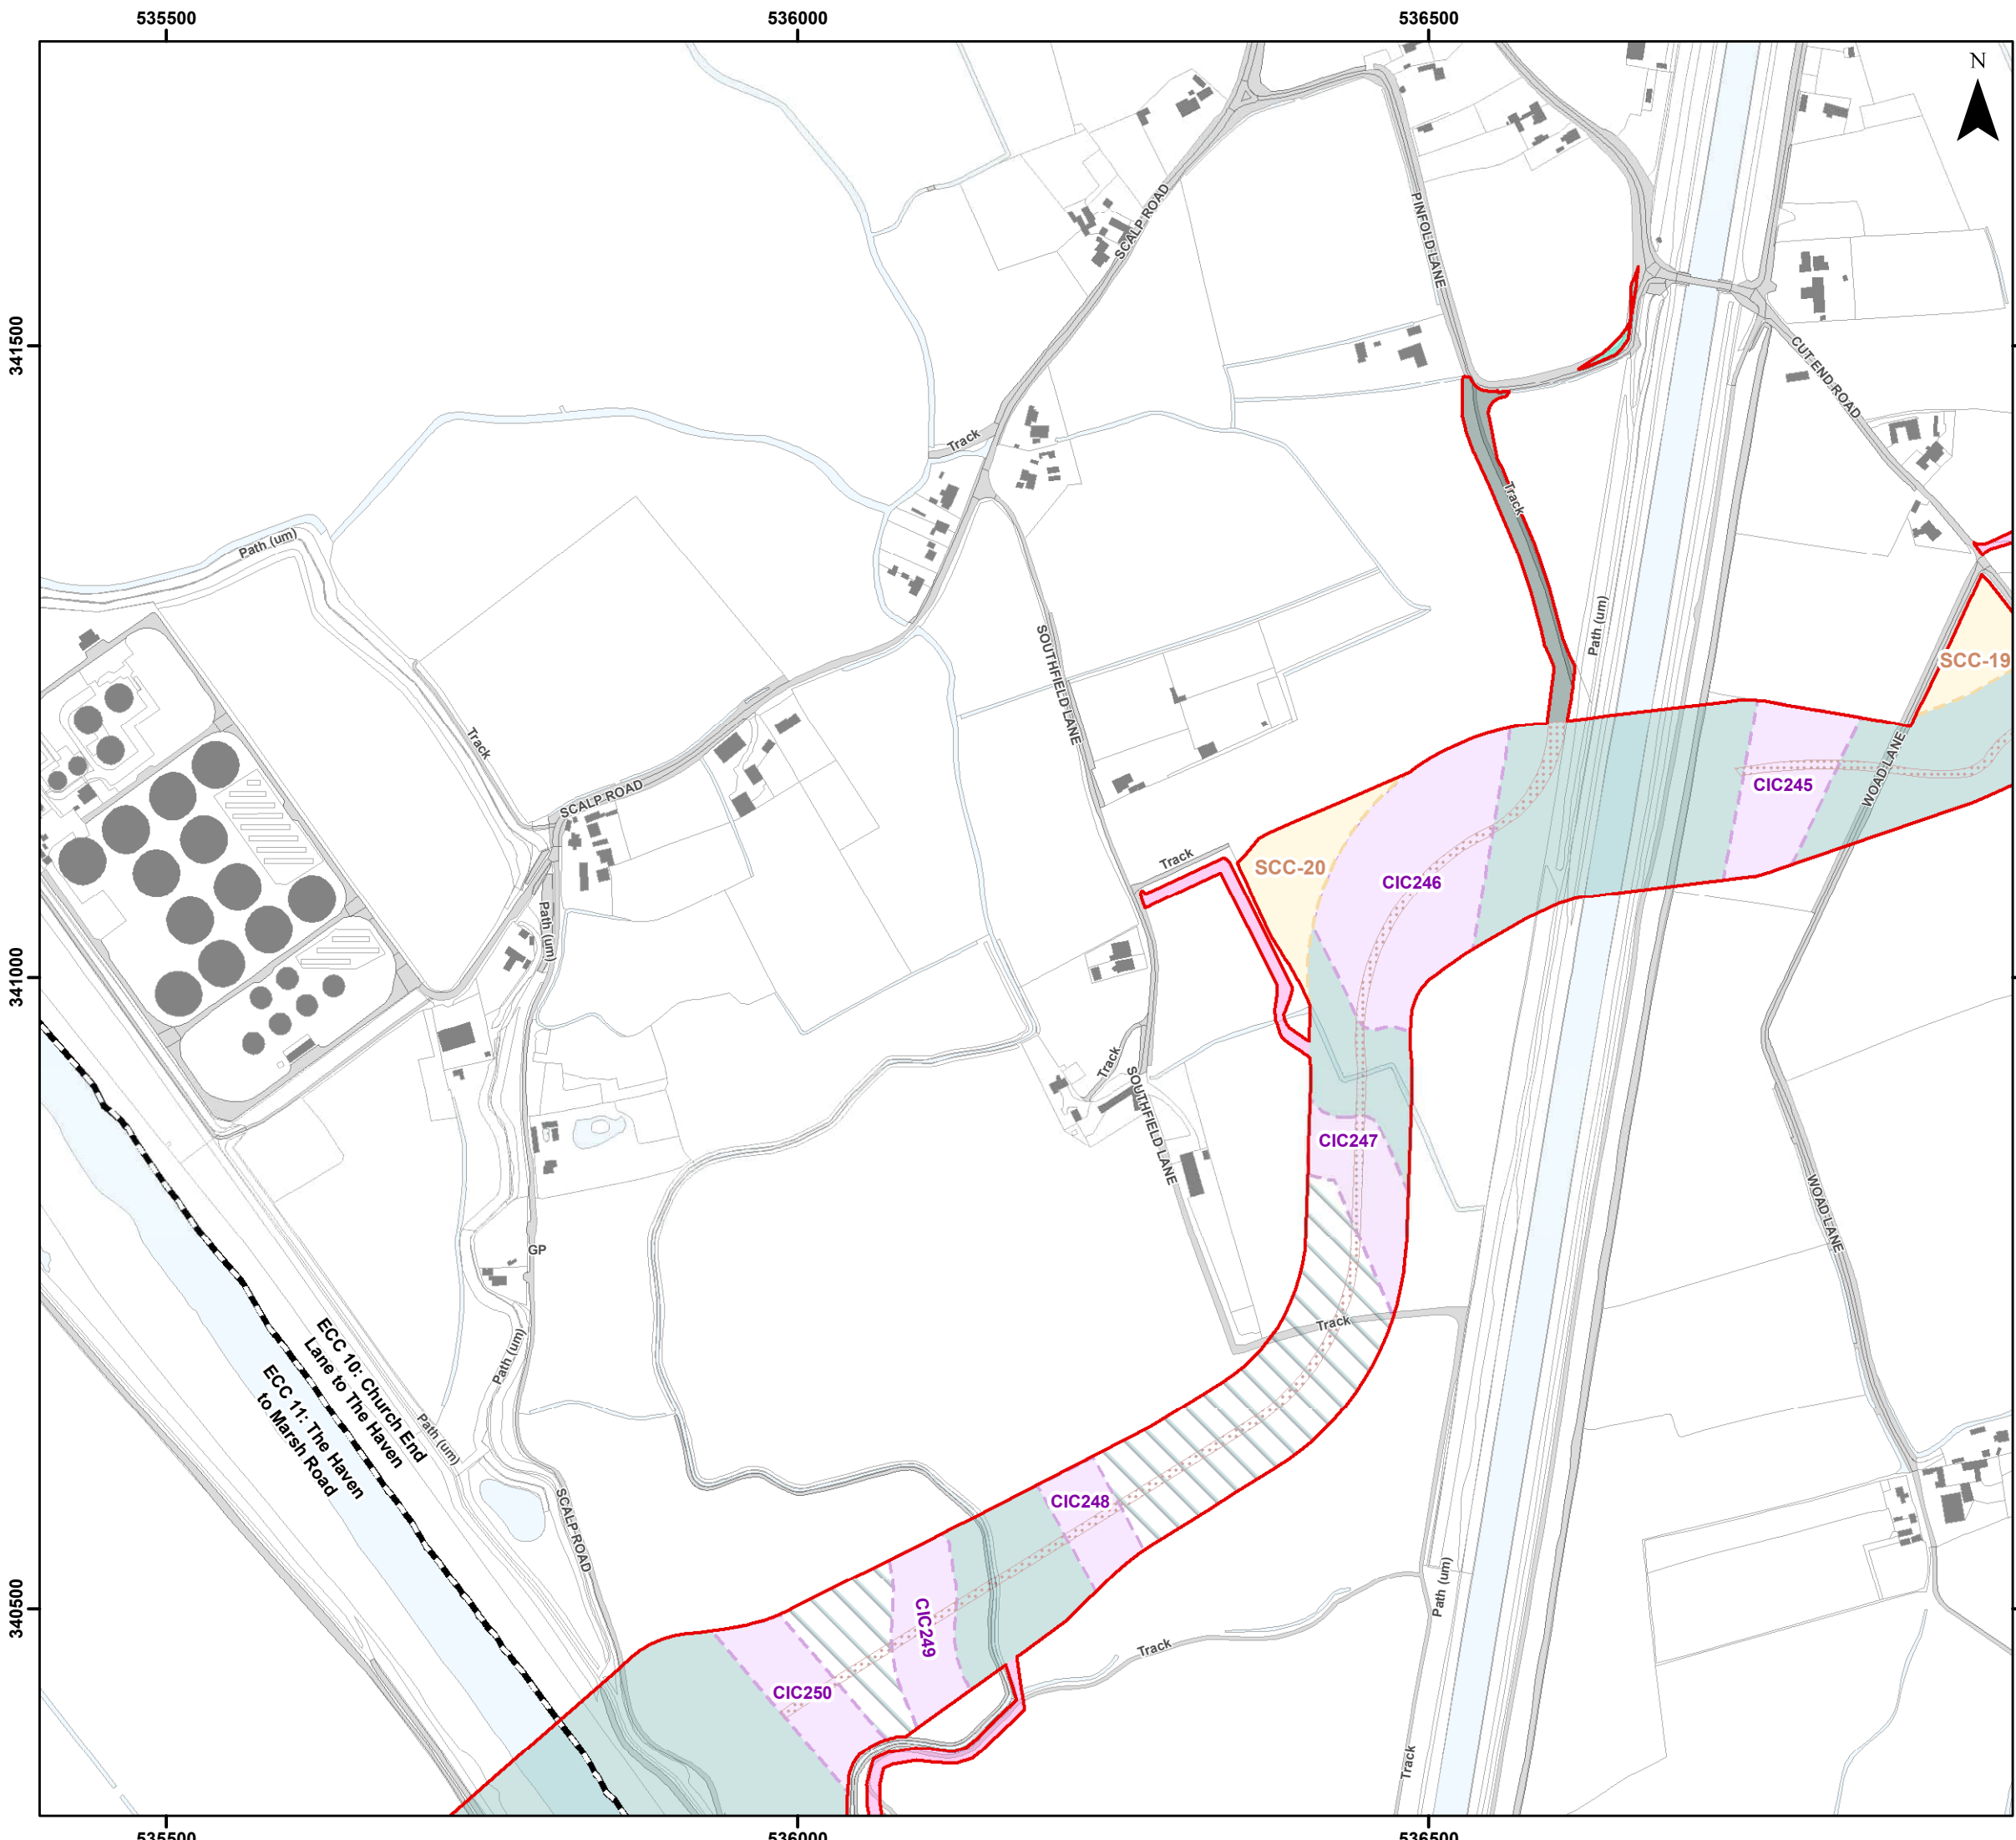 535500
536000
536500
N
341500
341000
340500
SCALP ROAD
PINFOLD LANE
CUT END ROAD
Track
Track
Path (um)
Path (um)
SOUTHFIELD LANE
SCC-19
Track
SCALP ROAD
WOAD LANE
CIC245
Track
SCC-20
CIC246
Path (um)
Track
SOUTHFIELD LANE
CIC247
WOAD LANE
GP
Track
Path (um)
ECC 10: Church End
Lane to The Haven
ECC 11: The Haven
to Marsh Road
Path (um)
SCALP ROAD
CIC248
CIC249
Path (um)
Track
CIC250
Track
535500
536000
536500